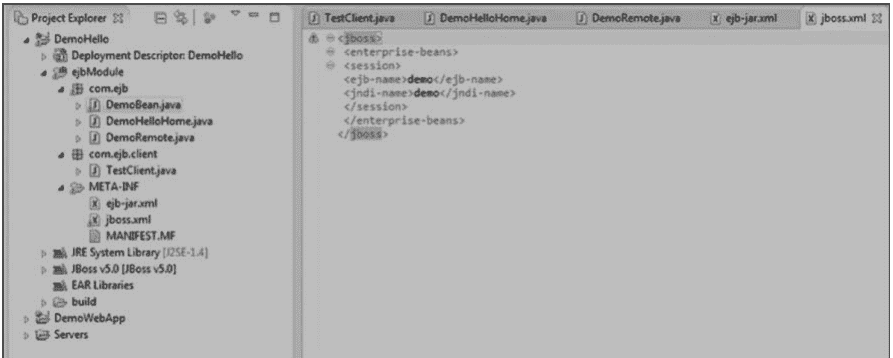 Project Explorer
DemoHello
Deployment Descriptor: DemoHello
ejbModule
com.ejb
DemoBean.java
DemoHelloHome.java
DemoRemote.java
com.ejb.client
TestClient.java
META-INF
ejb-jar.xml
jboss.xml
MANIFEST.MF
JRE System Library [J2SE-1.4]
JBoss v5.0 [JBoss v5.0]
EAR Libraries
build
DemoWebApp
Servers
TestClient.java DemoHelloHome.java DemoRemote.java ejb-jar.xml jboss.xml
<jboss>
<enterprise-beans>
<session>
<ejb-name>demo</ejb-name>
<jndi-name>demo</jndi-name>
</session>
</enterprise-beans>
</jboss>